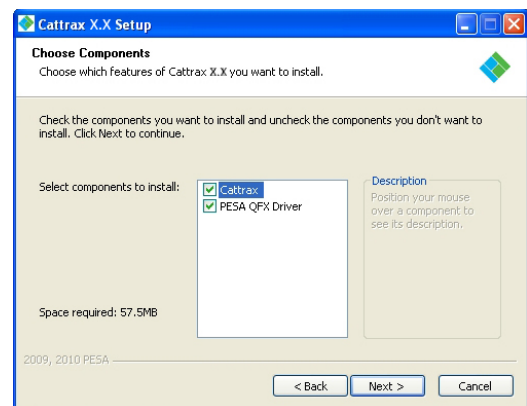 Cattrax X.X Setup
Choose Components
Choose which features of Cattrax X.X you want to install.
Check the components you want to install and uncheck the components you don't want to
install. Click Next to continue.
Select components to install:
Cattrax
PESA QFX Driver
Description
Position your mouse
over a component to
see its description.
Space required: 57.5MB
2009, 2010 PESA
< Back
Next >
Cancel